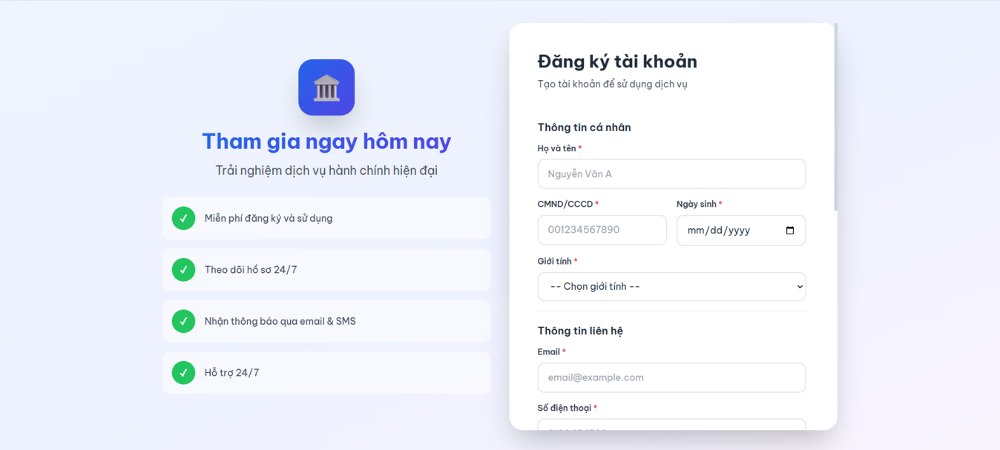 Tham gia ngay hôm nay
Trải nghiệm dịch vụ hành chính hiện đại
✓ Miễn phí đăng ký và sử dụng
✓ Theo dõi hồ sơ 24/7
✓ Nhận thông báo qua email & SMS
✓ Hỗ trợ 24/7
Đăng ký tài khoản
Tạo tài khoản để sử dụng dịch vụ
Thông tin cá nhân
Họ và tên *
Nguyễn Văn A
CMND/CCCD * Ngày sinh *
001234567890 mm/dd/yyyy
Giới tính *
-- Chọn giới tính --
Thông tin liên hệ
Email *
email@example.com
Số điện thoại *